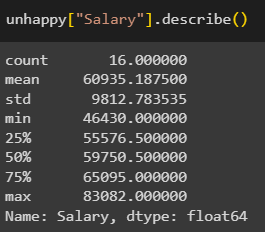 unhappy["Salary"].describe()
count 16.000000
mean 60935.187500
std 9812.783535
min 46430.000000
25% 55576.500000
50% 59750.500000
75% 65095.000000
max 83082.000000
Name: Salary, dtype: float64